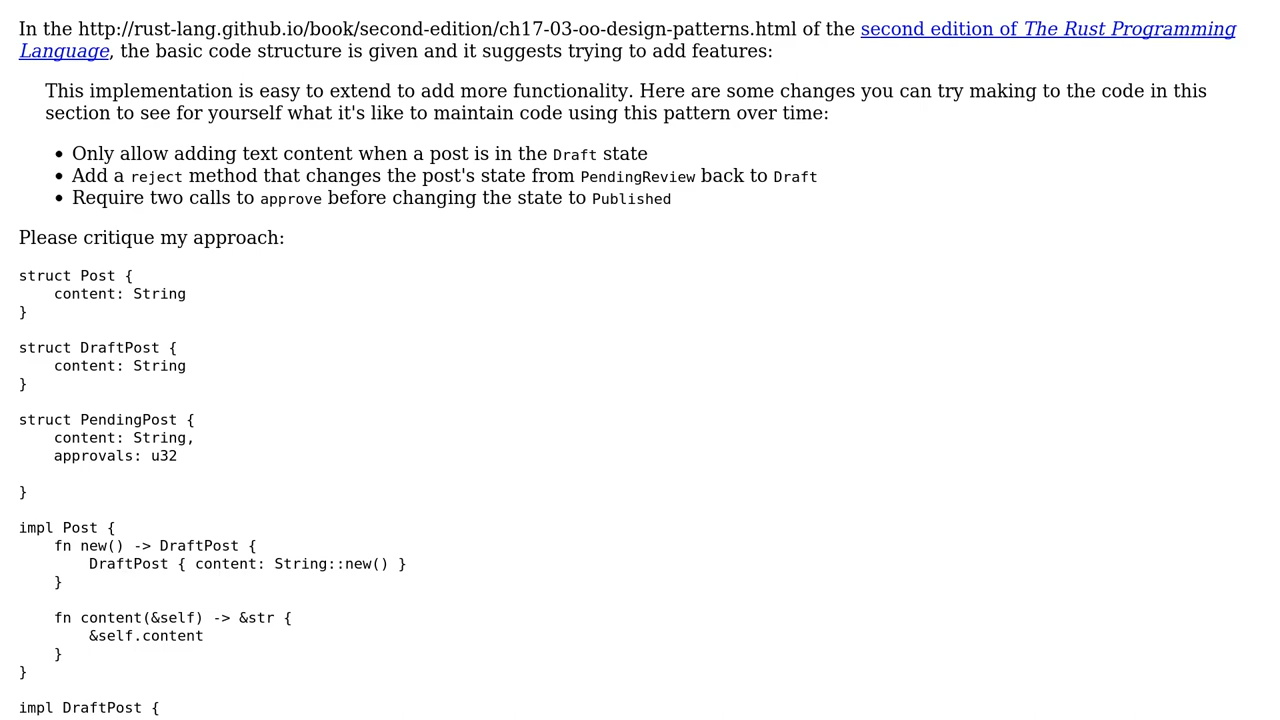 In the http://rust-lang.github.io/book/second-edition/ch17-03-oo-design-patterns.html of the second edition of The Rust Programming
Language, the basic code structure is given and it suggests trying to add features:
This implementation is easy to extend to add more functionality. Here are some changes you can try making to the code in this
section to see for yourself what it's like to maintain code using this pattern over time:
• Only allow adding text content when a post is in the Draft state
• Add a reject method that changes the post's state from PendingReview back to Draft
• Require two calls to approve before changing the state to Published
Please critique my approach:
struct Post {
    content: String
}
struct DraftPost {
    content: String
}
struct PendingPost {
    content: String,
    approvals: u32
}
impl Post {
    fn new() -> DraftPost {
        DraftPost { content: String::new() }
    }
    fn content(&self) -> &str {
        &self.content
    }
}
impl DraftPost {